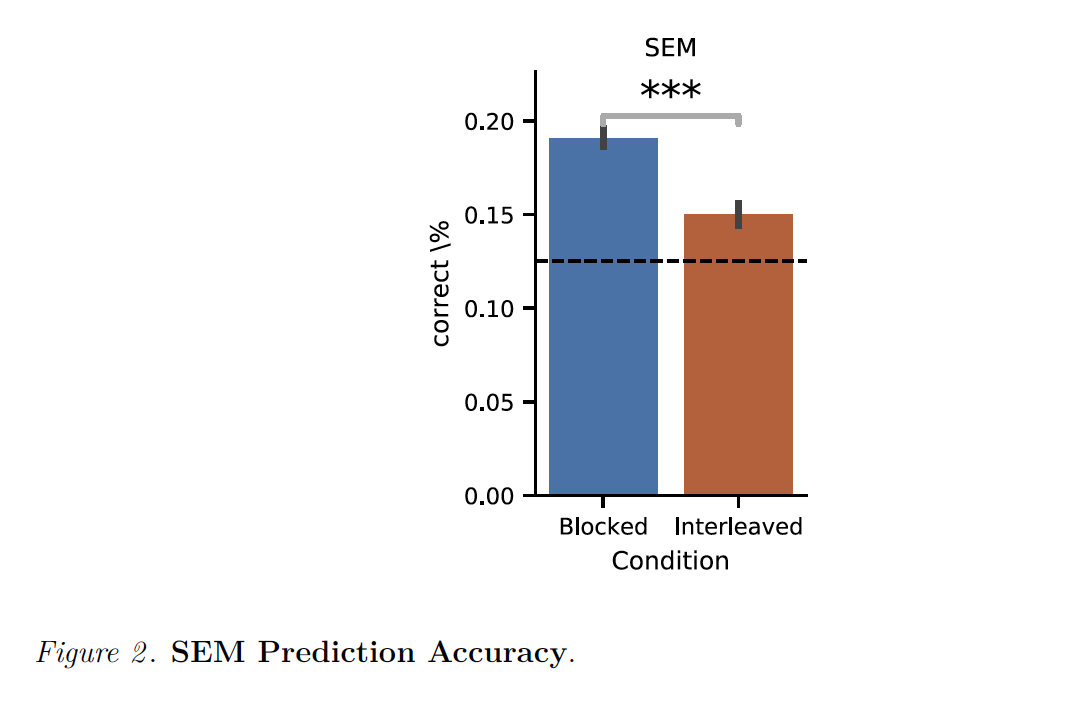 SEM
***
0.20
0.15
0.10
0.05
0.00
correct \%
Blocked Interleaved
Condition
Figure 2. SEM Prediction Accuracy.